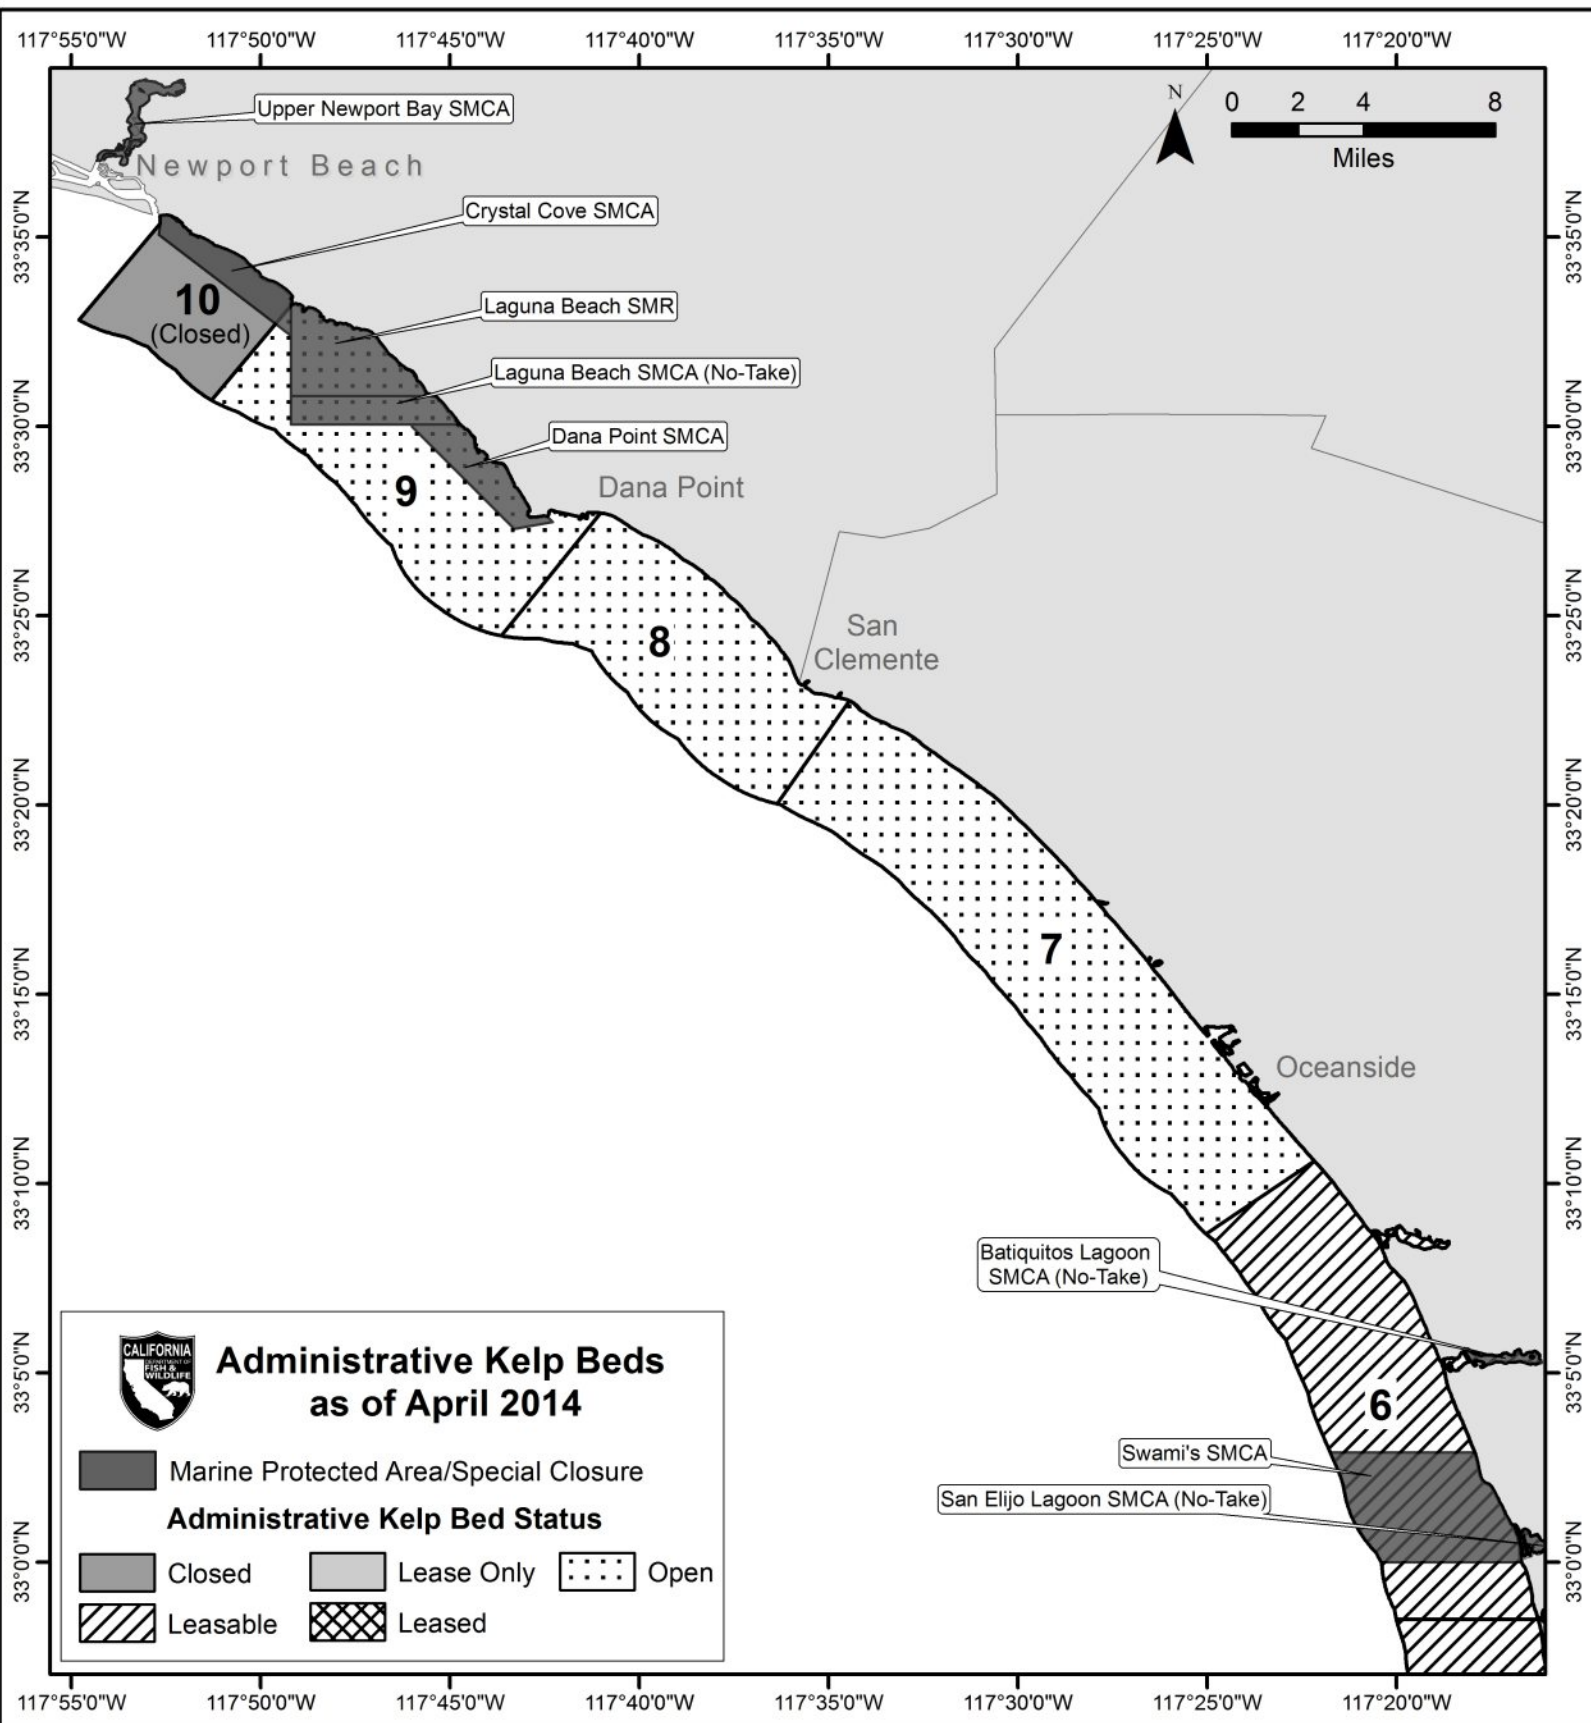 117°55'0"W 117°50'0"W 117°45'0"W 117°40'0"W 117°35'0"W 117°30'0"W 117°25'0"W 117°20'0"W
Upper Newport Bay SMCA
N
0 2 4 8
Miles
Newport Beach
Crystal Cove SMCA
33°35'0"N 33°35'0"N
10
(Closed)
Laguna Beach SMR
Laguna Beach SMCA (No-Take)
33°30'0"N 33°30'0"N
Dana Point SMCA
9
Dana Point
33°25'0"N 33°25'0"N
8
San
Clemente
33°20'0"N 33°20'0"N
7
33°15'0"N 33°15'0"N
Oceanside
33°10'0"N 33°10'0"N
Batiquitos Lagoon
SMCA (No-Take)
33°5'0"N 33°5'0"N
6
Swami's SMCA
San Elijo Lagoon SMCA (No-Take)
33°0'0"N 33°0'0"N
CALIFORNIA
DEPARTMENT OF
FISH &
WILDLIFE
Administrative Kelp Beds
as of April 2014
Marine Protected Area/Special Closure
Administrative Kelp Bed Status
Closed Lease Only Open
Leasable Leased
117°55'0"W 117°50'0"W 117°45'0"W 117°40'0"W 117°35'0"W 117°30'0"W 117°25'0"W 117°20'0"W